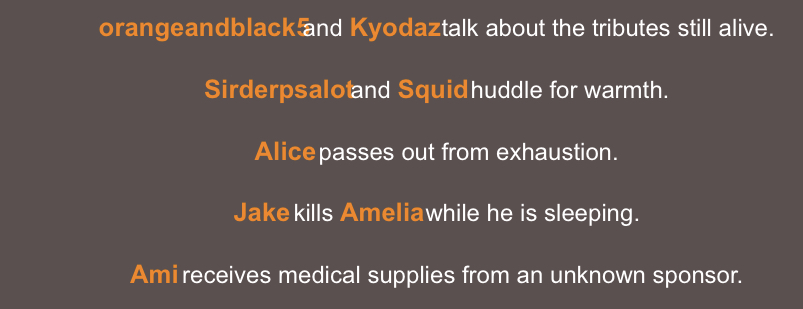 orangeandblack5 and Kyodaz talk about the tributes still alive.
Sirderpsalot and Squid huddle for warmth.
Alice passes out from exhaustion.
Jake kills Amelia while he is sleeping.
Ami receives medical supplies from an unknown sponsor.